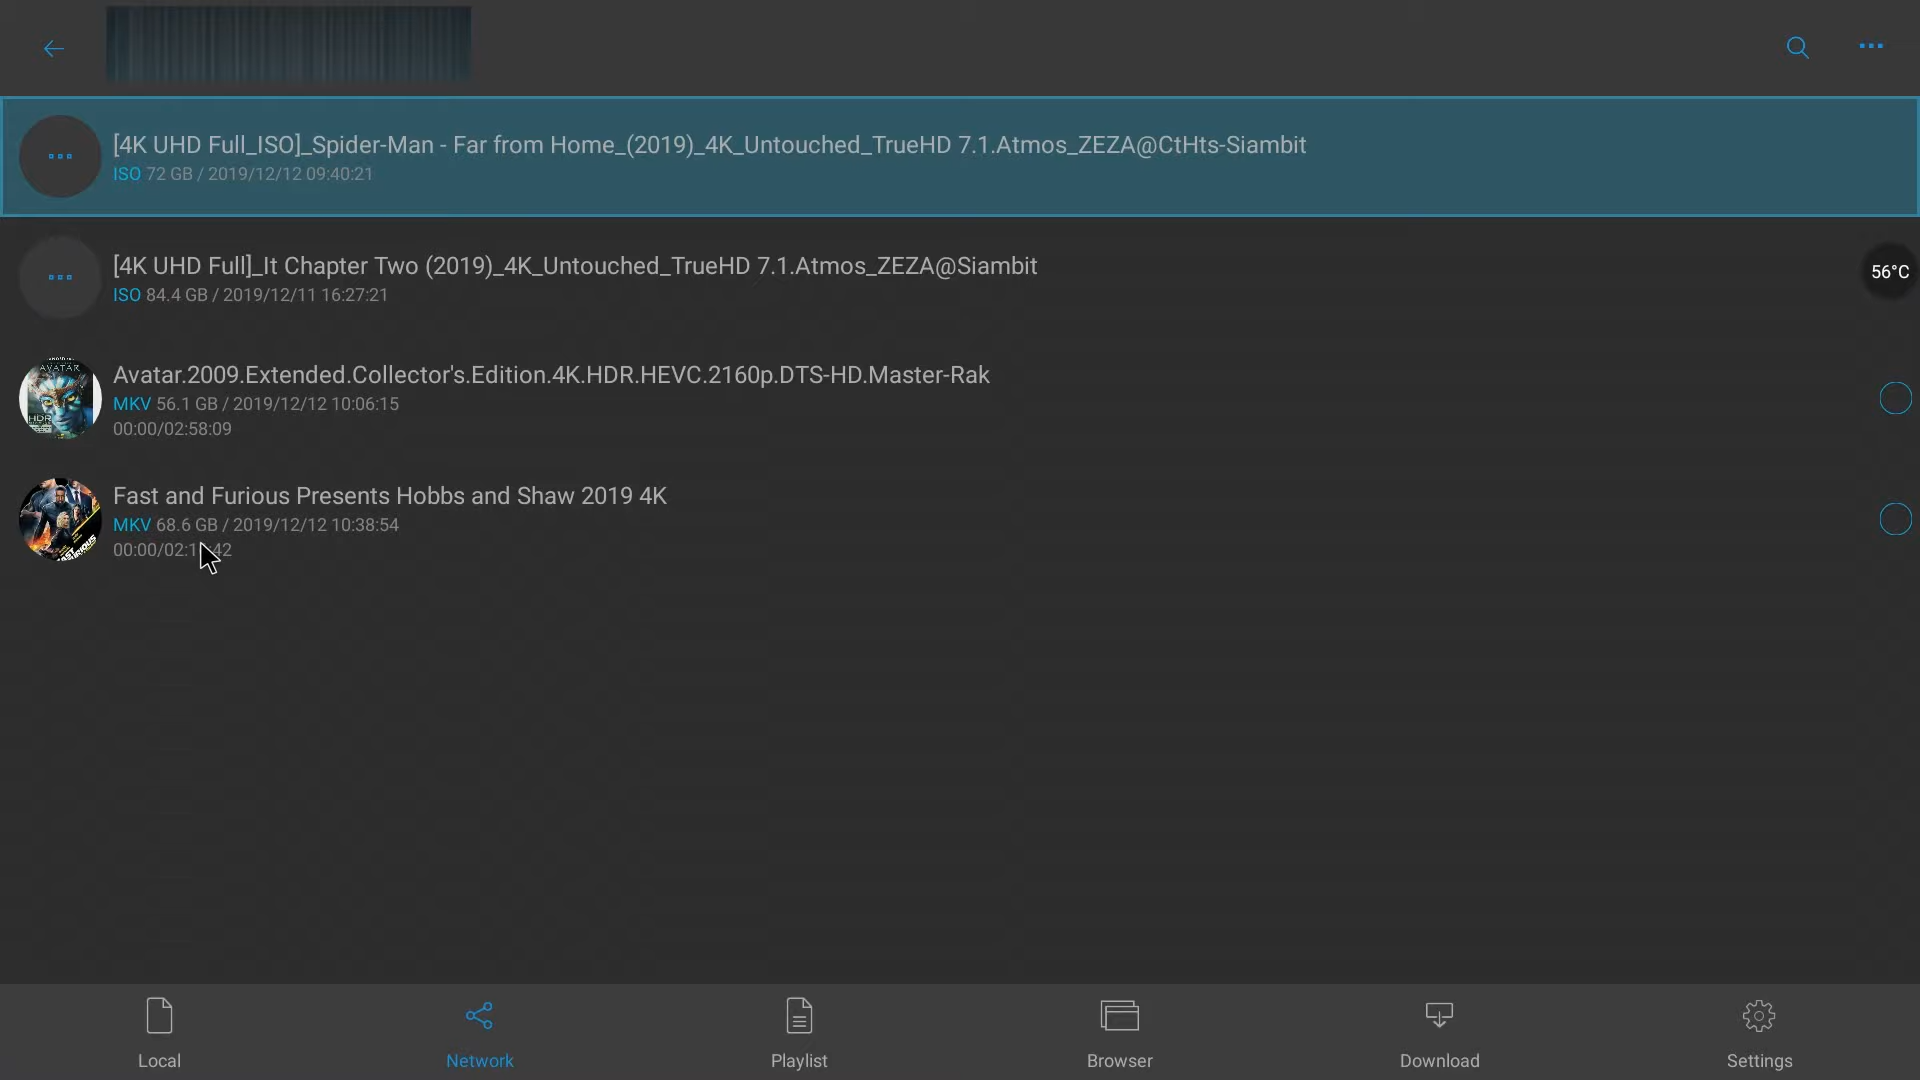 [4K UHD Full_ISO]_Spider-Man - Far from Home_(2019)_4K_Untouched_TrueHD 7.1.Atmos_ZEZA@CtHts-Siambit
ISO 72 GB / 2019/12/12 09:40:21
[4K UHD Full]_It Chapter Two (2019)_4K_Untouched_TrueHD 7.1.Atmos_ZEZA@Siambit
ISO 84.4 GB / 2019/12/11 16:27:21
56°C
AVATAR
HDR
Avatar.2009.Extended.Collector's.Edition.4K.HDR.HEVC.2160p.DTS-HD.Master-Rak
MKV 56.1 GB / 2019/12/12 10:06:15
00:00/02:58:09
Fast and Furious Presents Hobbs and Shaw 2019 4K
MKV 68.6 GB / 2019/12/12 10:38:54
Local
Network
Playlist
Browser
Download
Settings